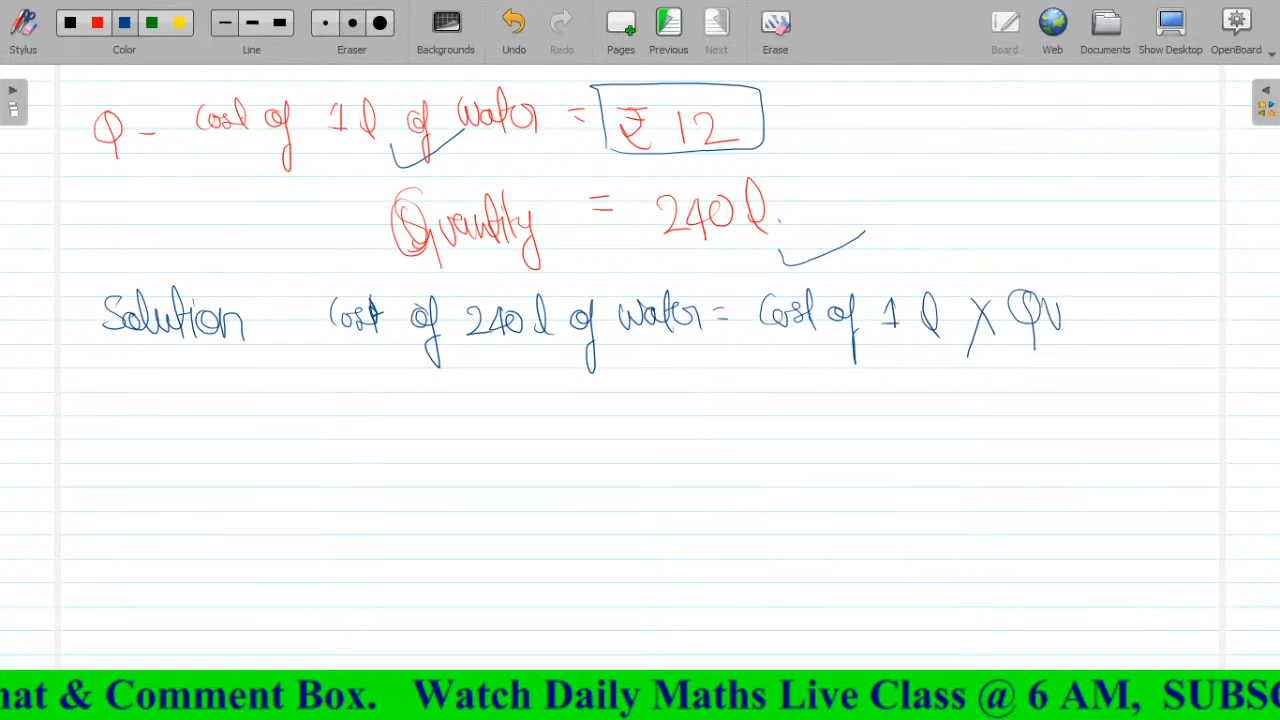 Stylus Color Line Eraser Backgrounds Undo Redo Pages Previous Next Erase Board Web Documents Show Desktop OpenBoard
Q - Cost of 1 l of water = ₹ 12
Quantity = 240 l.
Solution Cost of 240 l of water = Cost of 1 l X Qu
hat & Comment Box. Watch Daily Maths Live Class @ 6 AM, SUBSC